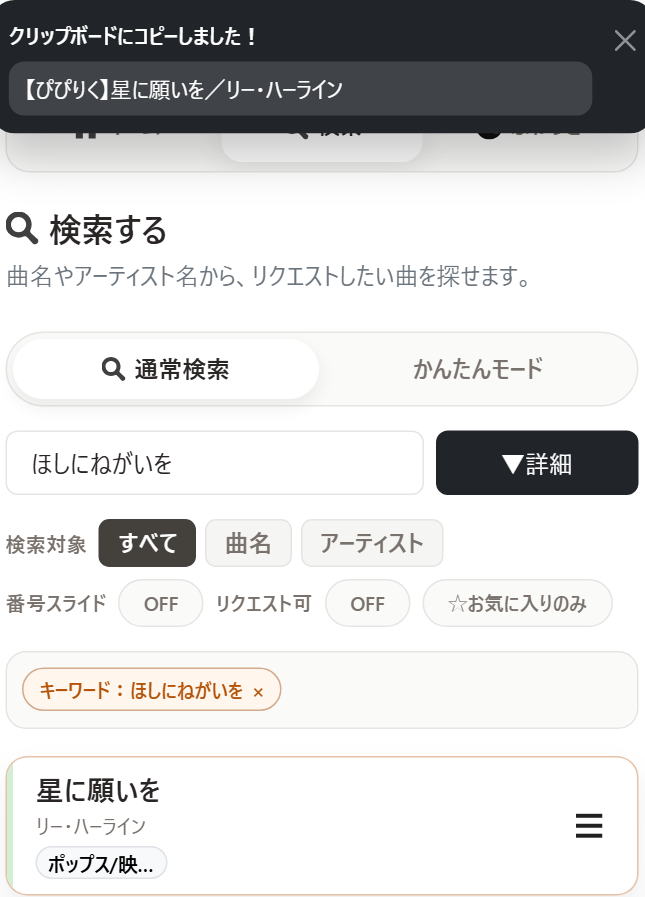 クリップボードにコピーしました！
【ぴぴりく】星に願いを／リー・ハーライン
検索する
曲名やアーティスト名から、リクエストしたい曲を探せます。
通常検索 かんたんモード
ほしにねがいを ▼詳細
検索対象 すべて 曲名 アーティスト
番号スライド OFF リクエスト可 OFF ☆お気に入りのみ
キーワード：ほしにねがいを ×
星に願いを
リー・ハーライン
ポップス/映...